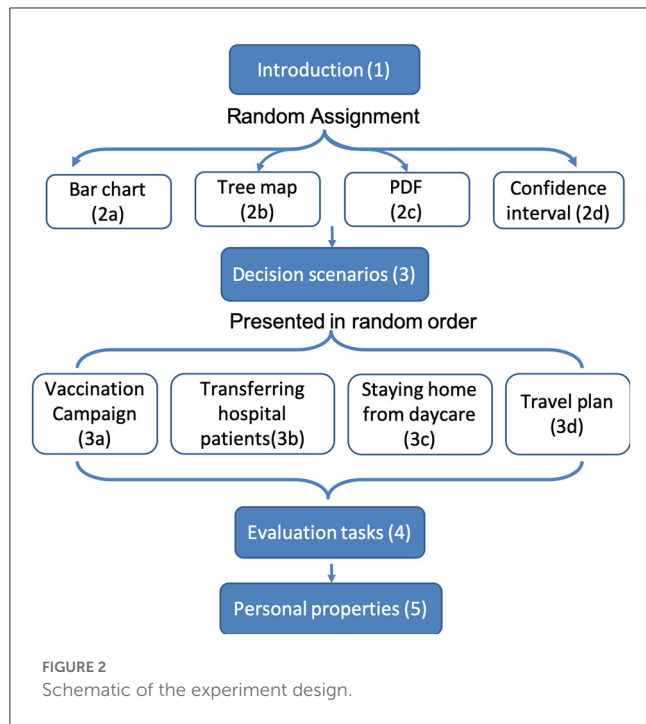 Introduction (1)
Random Assignment
Bar chart
(2a)
Tree map
(2b)
PDF
(2c)
Confidence
interval (2d)
Decision scenarios (3)
Presented in random order
Vaccination
Campaign
(3a)
Transferring
hospital
patients(3b)
Staying home
from daycare
(3c)
Travel plan
(3d)
Evaluation tasks (4)
Personal properties (5)
FIGURE 2
Schematic of the experiment design.